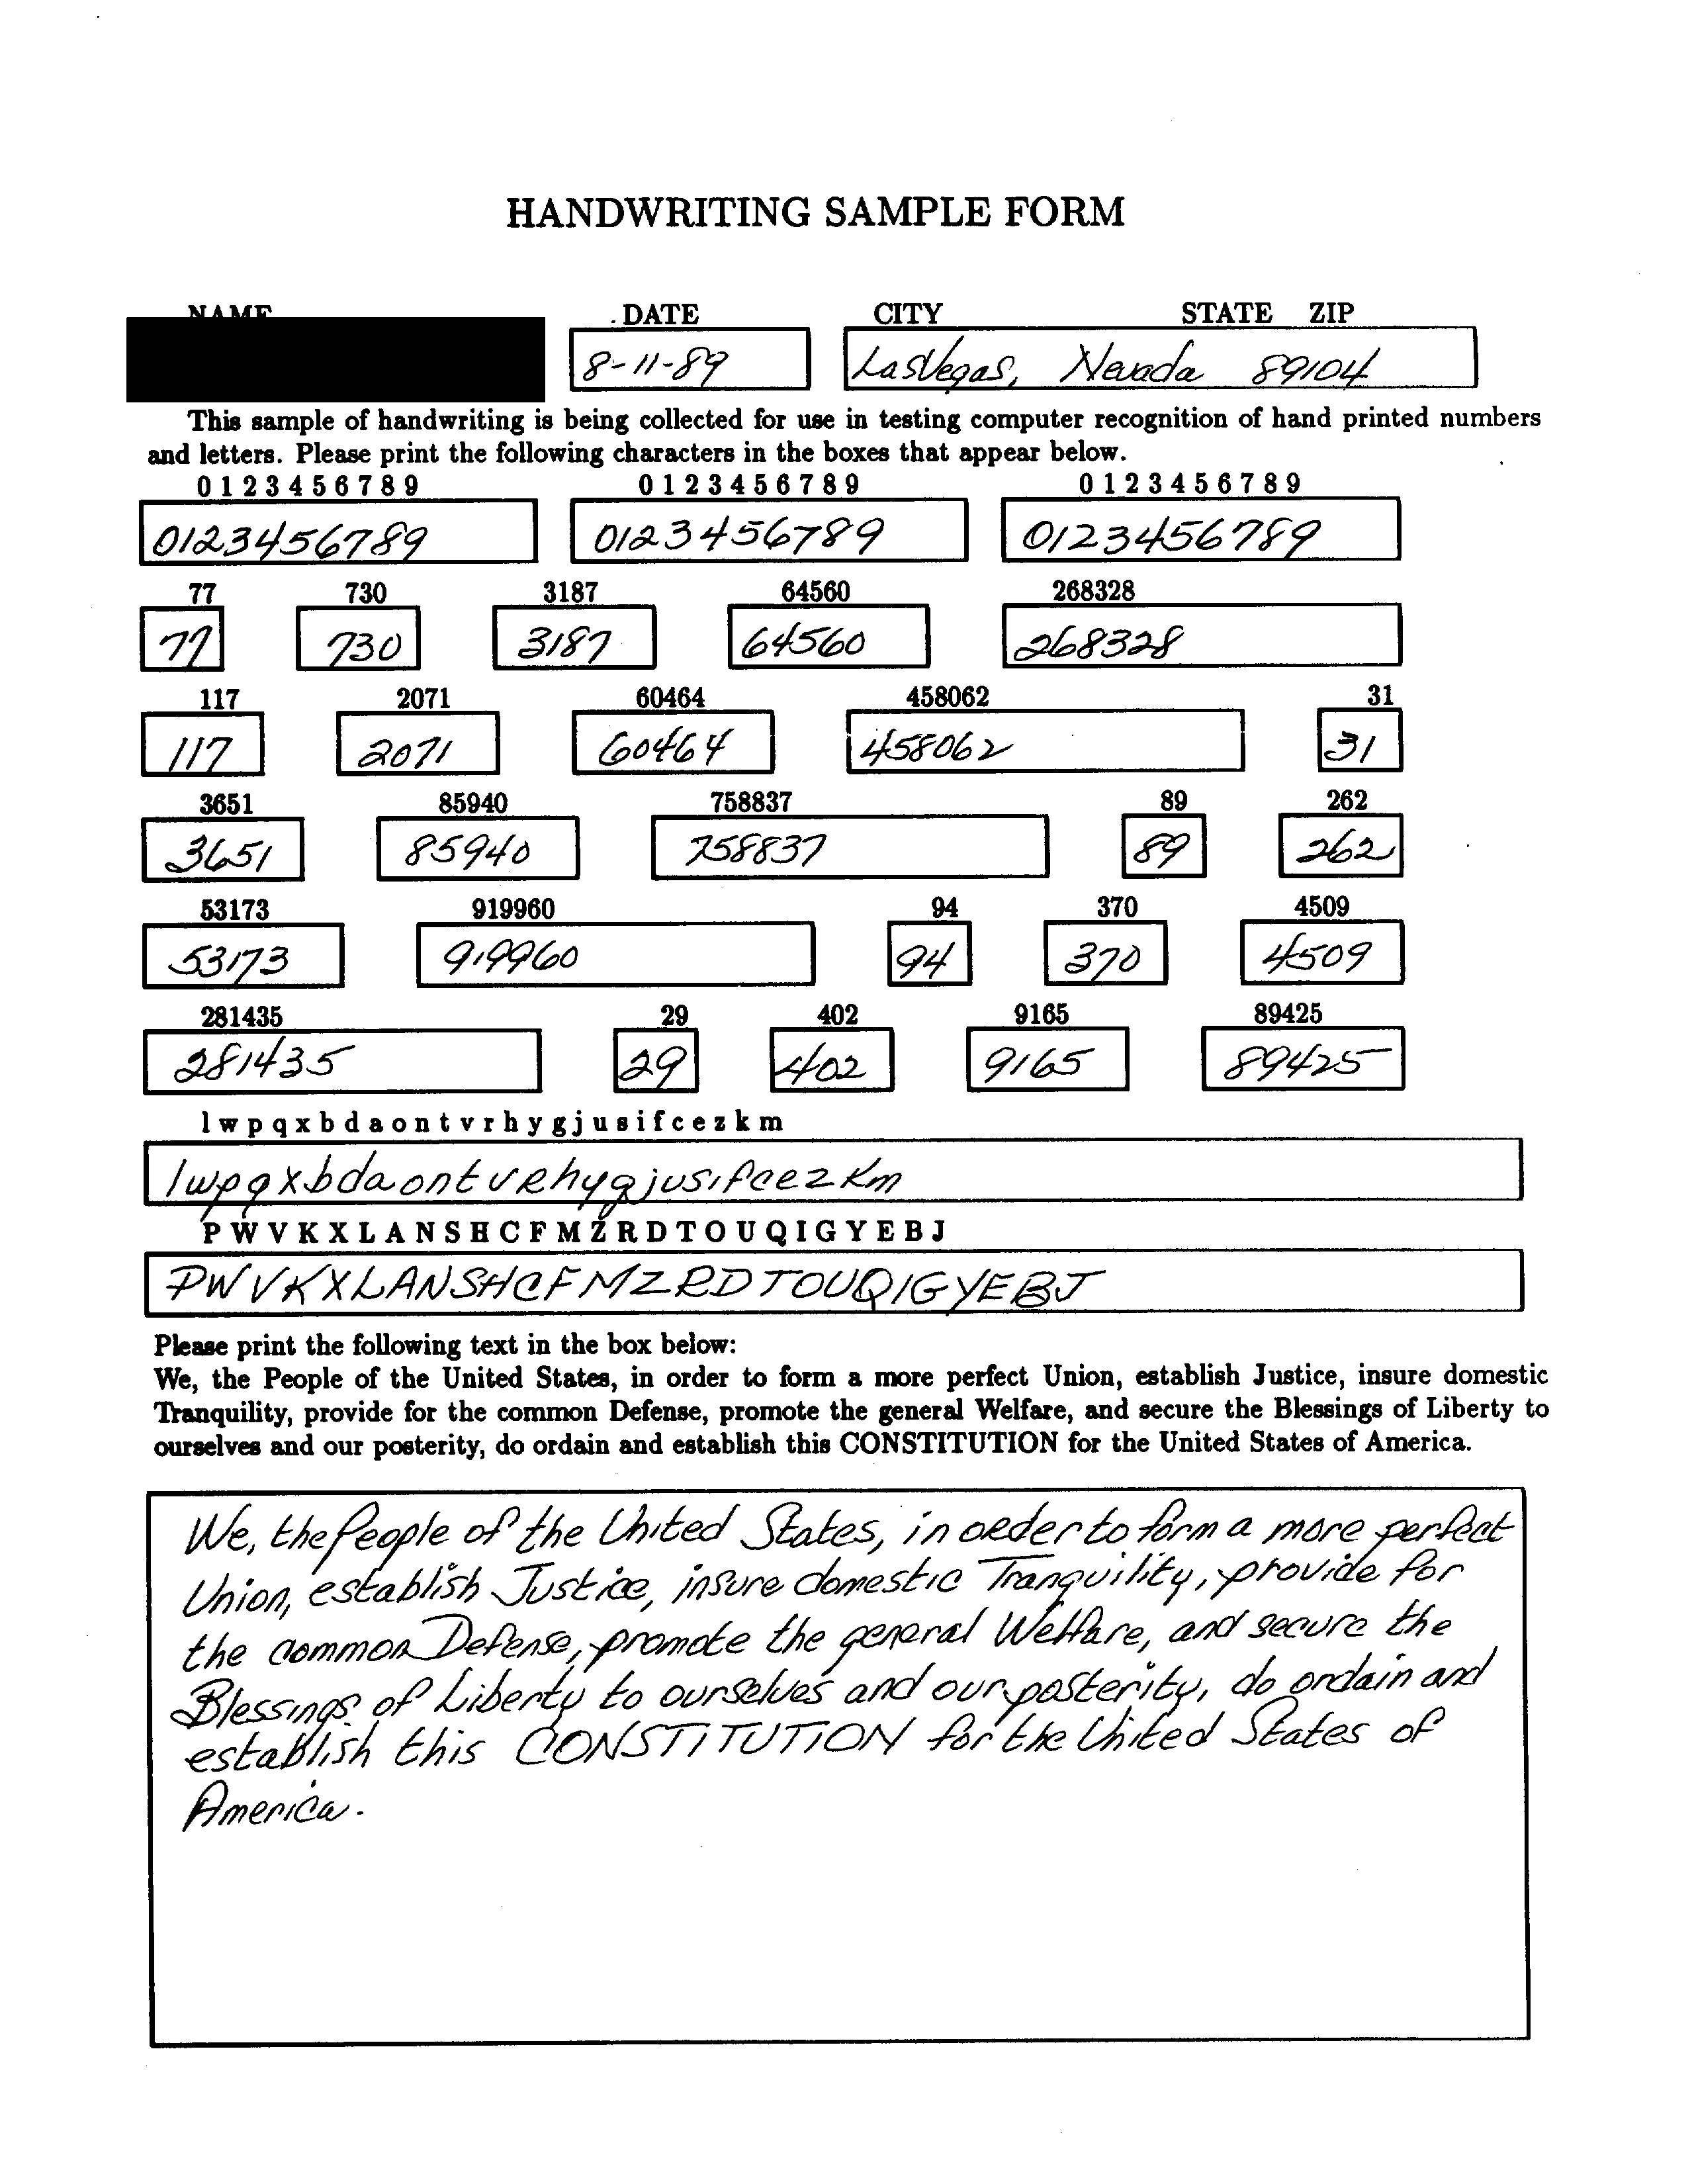 HANDWRITING SAMPLE FORM
NAME DATE CITY STATE ZIP
8-11-89 Las Vegas, Nevada 89104
This sample of handwriting is being collected for use in testing computer recognition of hand printed numbers
and letters. Please print the following characters in the boxes that appear below.
0 1 2 3 4 5 6 7 8 9 0 1 2 3 4 5 6 7 8 9 0 1 2 3 4 5 6 7 8 9
0123456789 0123456789 0123456789
77 730 3187 64560 268328
77 730 3187 64560 268328
117 2071 60464 458062 31
117 2071 60464 458062 31
3651 85940 758837 89 262
3651 85940 758837 89 262
53173 919960 94 370 4509
53173 919960 94 370 4509
281435 29 402 9165 89425
281435 29 402 9165 89425
l w p q x b d a o n t v r h y g j u s i f c e z k m
lwpqxbdaontvrhygjusifcezkm
P W V K X L A N S H C F M Z R D T O U Q I G Y E B J
PWVKXLANSHCFMZRDTOUQIGYEBJ
Please print the following text in the box below:
We, the People of the United States, in order to form a more perfect Union, establish Justice, insure domestic
Tranquility, provide for the common Defense, promote the general Welfare, and secure the Blessings of Liberty to
ourselves and our posterity, do ordain and establish this CONSTITUTION for the United States of America.
We, the People of the United States, in order to form a more perfect
Union, establish Justice, insure domestic Tranquility, provide for
the common Defense, promote the general Welfare, and secure the
Blessings of Liberty to ourselves and our posterity, do ordain and
establish this CONSTITUTION for the United States of
America.